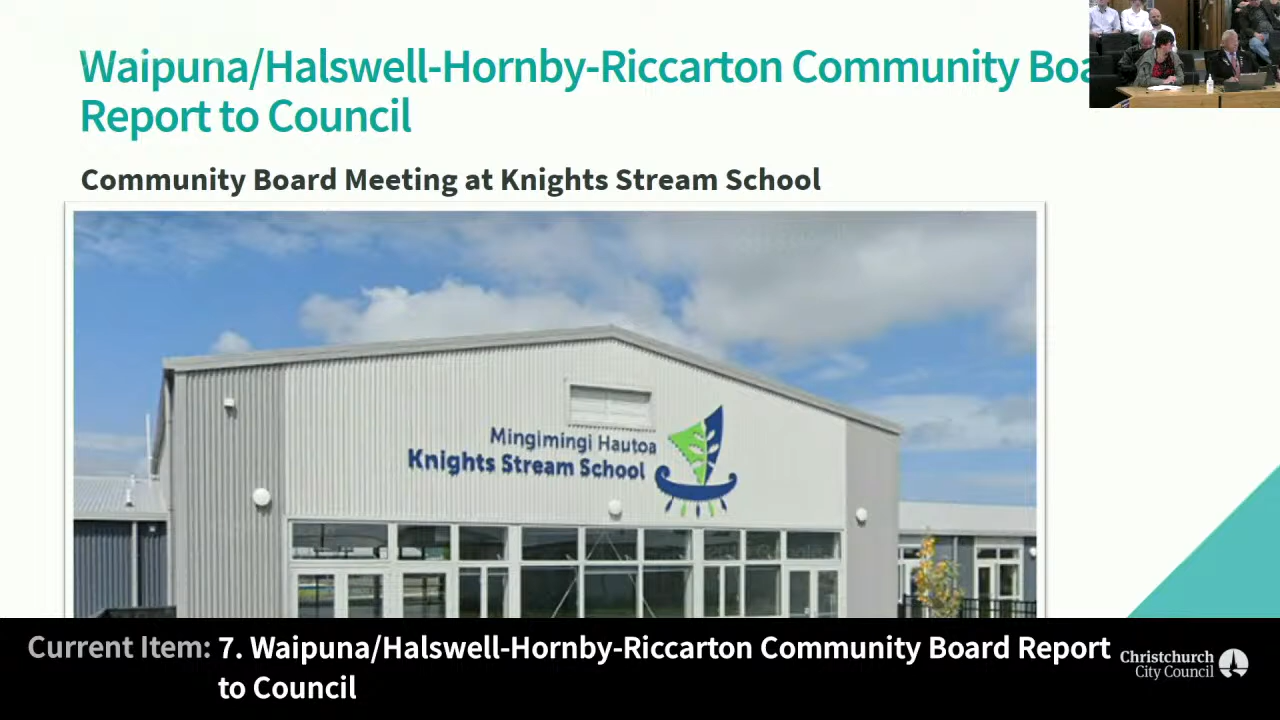 Waipuna/Halswell-Hornby-Riccarton Community Boa
Report to Council
Community Board Meeting at Knights Stream School
Mingimingi Hautoa
Knights Stream School
Current Item: 7. Waipuna/Halswell-Hornby-Riccarton Community Board Report
to Council
Christchurch
City Council